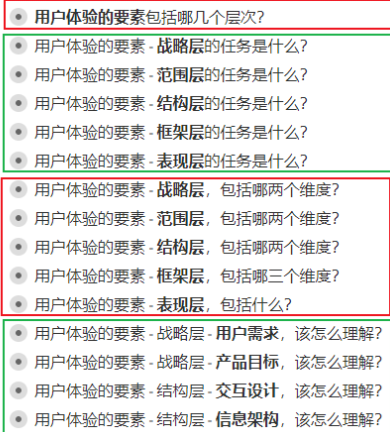 用户体验的要素包括哪几个层次?
用户体验的要素 - 战略层的任务是什么?
用户体验的要素 - 范围层的任务是什么?
用户体验的要素 - 结构层的任务是什么?
用户体验的要素 - 框架层的任务是什么?
用户体验的要素 - 表现层的任务是什么?
用户体验的要素 - 战略层，包括哪两个维度?
用户体验的要素 - 范围层，包括哪两个维度?
用户体验的要素 - 结构层，包括哪两个维度?
用户体验的要素 - 框架层，包括哪三个维度?
用户体验的要素 - 表现层，包括什么?
用户体验的要素 - 战略层 - 用户需求，该怎么理解?
用户体验的要素 - 战略层 - 产品目标，该怎么理解?
用户体验的要素 - 结构层 - 交互设计，该怎么理解?
用户体验的要素 - 结构层 - 信息架构，该怎么理解?